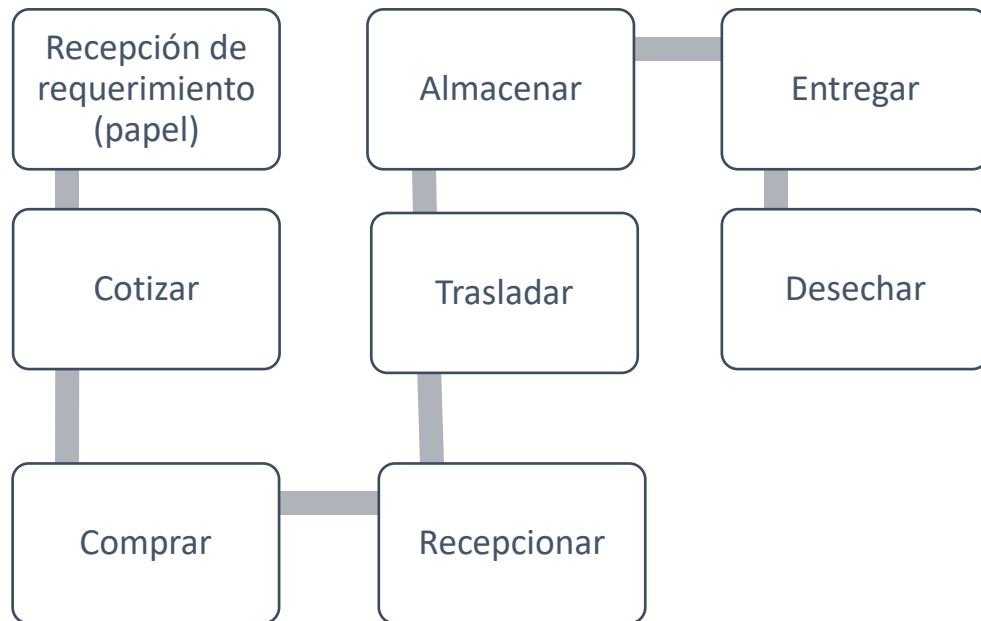 Recepción de
requerimiento
(papel)
Cotizar
Comprar
Recepcionar
Trasladar
Almacenar
Entregar
Desechar